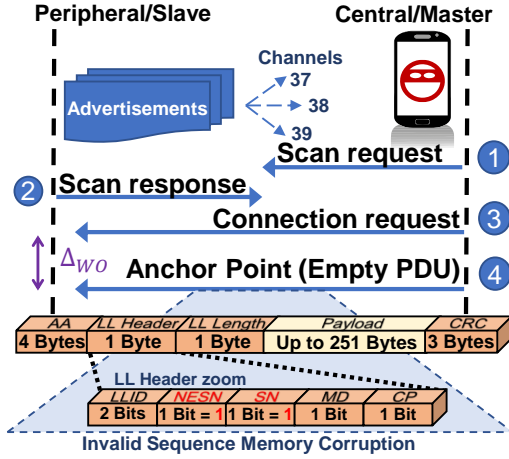 Peripheral/Slave
Central/Master
Channels
37
Advertisements
38
39
Scan request
1
2
Scan response
Connection request
3
Δ_WO
Anchor Point (Empty PDU)
4
AA
LL Header
LL Length
Payload
CRC
4 Bytes
1 Byte
1 Byte
Up to 251 Bytes
3 Bytes
LL Header zoom
LLID
NESN
SN
MD
CP
2 Bits
1 Bit = 1
1 Bit = 1
1 Bit
1 Bit
Invalid Sequence Memory Corruption